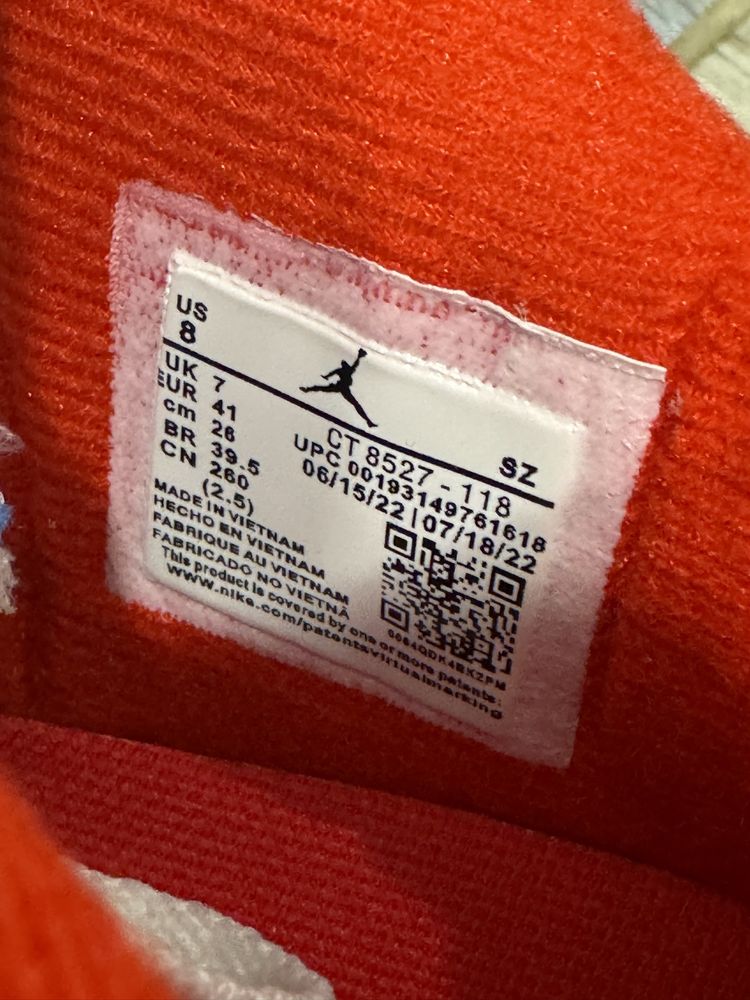 US
8
SZ
UK 7
EUR 41
cm 26
BR 39.5
CN 260
(2.5)
CT 8527 - 118
UPC 00193149761618
06/15/22 | 07/18/22
MADE IN VIETNAM
HECHO EN VIETNAM
FABRIQUE AU VIETNAM
FABRICADO NO VIETNÃ
This product is covered by one or more patents:
www.nike.com/patentsvirtualmarking